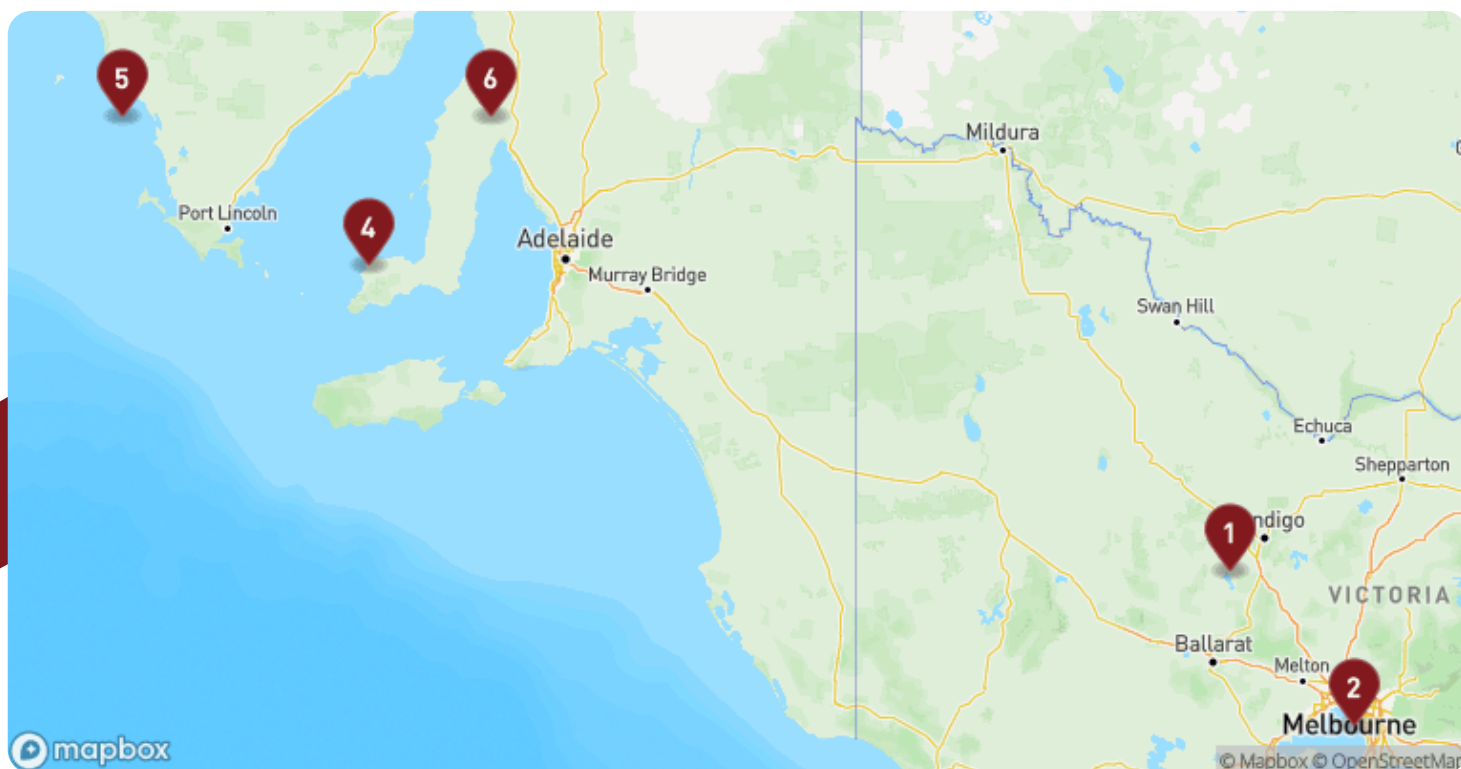 5
6
Mildura
Port Lincoln
4
Adelaide
Murray Bridge
Swan Hill
Echuca
Shepparton
1
ndigo
VICTORIA
Ballarat
Melton
2
Melbourne
mapbox
© Mapbox © OpenStreetMap